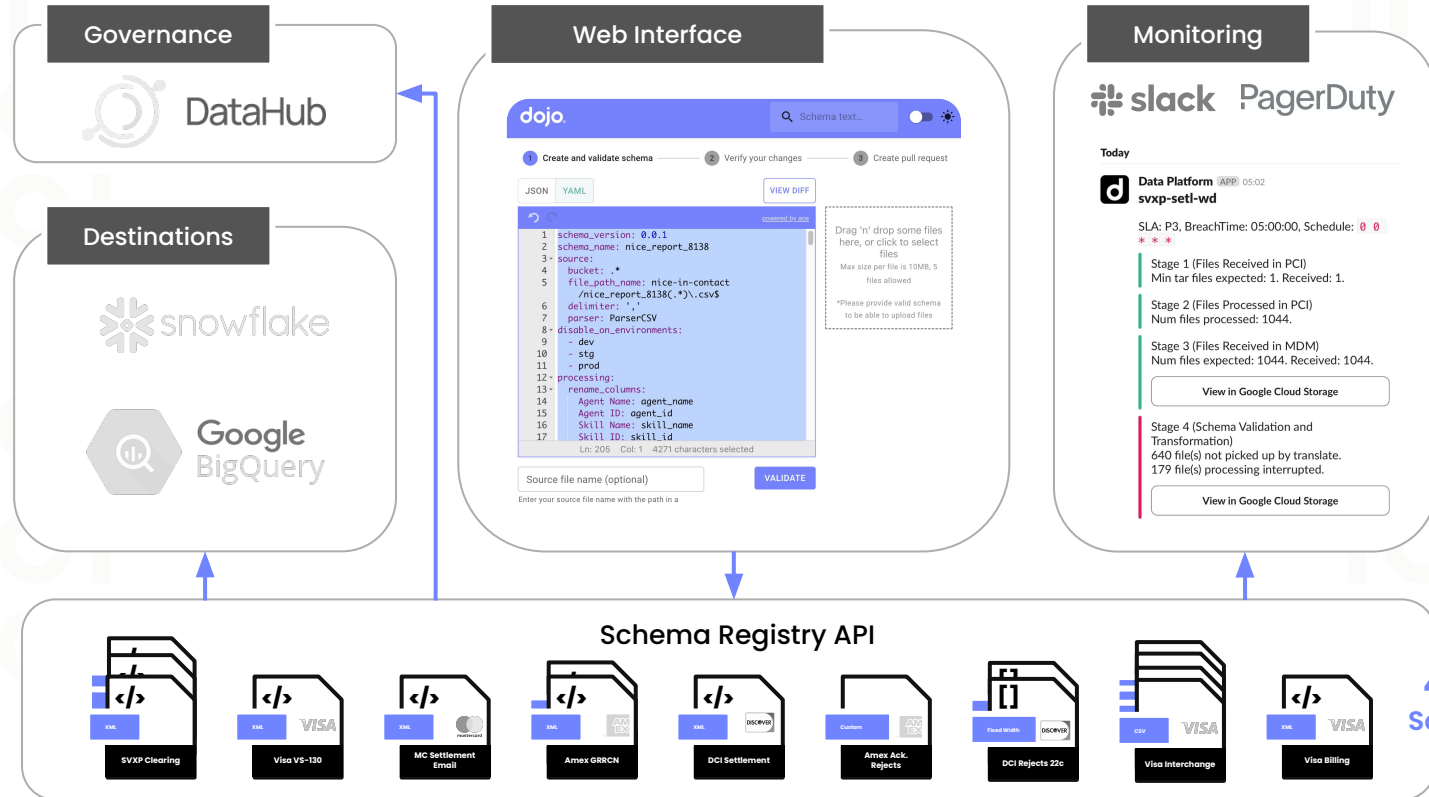 Governance
DataHub
Destinations
snowflake
Google
BigQuery
Web Interface
dojo.
Schema text...
1 Create and validate schema
2 Verify your changes
3 Create pull request
JSON YAML
VIEW DIFF
powered by ace
1 schema_version: 0.0.1
2 schema_name: nice_report_8138
3 source:
4 bucket: .*
5 file_path_name: nice-in-contact
/nice_report_8138(.*)\.csv$
6 delimiter: ','
7 parser: ParserCSV
8 disable_on_environments:
9 - dev
10 - stg
11 - prod
12 processing:
13 rename_columns:
14 Agent Name: agent_name
15 Agent ID: agent_id
16 Skill Name: skill_name
17 Skill ID: skill_id
Ln: 205 Col: 1 4271 characters selected
Drag 'n' drop some files
here, or click to select
files
Max size per file is 10MB, 5
files allowed
*Please provide valid schema
to be able to upload files
Source file name (optional)
VALIDATE
Enter your source file name with the path in a
Monitoring
slack PagerDuty
Today
Data Platform APP 05:02
svxp-setl-wd
SLA: P3, BreachTime: 05:00:00, Schedule: 0 0
* * *
Stage 1 (Files Received in PCI)
Min tar files expected: 1. Received: 1.
Stage 2 (Files Processed in PCI)
Num files processed: 1044.
Stage 3 (Files Received in MDM)
Num files expected: 1044. Received: 1044.
View in Google Cloud Storage
Stage 4 (Schema Validation and
Transformation)
640 file(s) not picked up by translate.
179 file(s) processing interrupted.
View in Google Cloud Storage
Schema Registry API
</>
XML
SVXP Clearing
</>
XML
VISA
Visa VS-130
</>
XML
mastercard
MC Settlement
Email
</>
XML
AM
EX
Amex GRRCN
</>
XML
DISCOVER
DCI Settlement
Custom
AM
EX
Amex Ack.
Rejects
[]
Fixed Width
DISCOVER
DCI Rejects 22c
CSV
VISA
Visa Interchange
</>
XML
VISA
Visa Billing